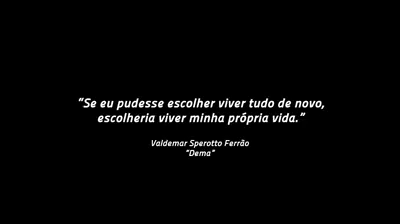 "Se eu pudesse escolher viver tudo de novo,
escolheria viver minha própria vida."
Valdemar Sperotto Ferrão
"Dema"